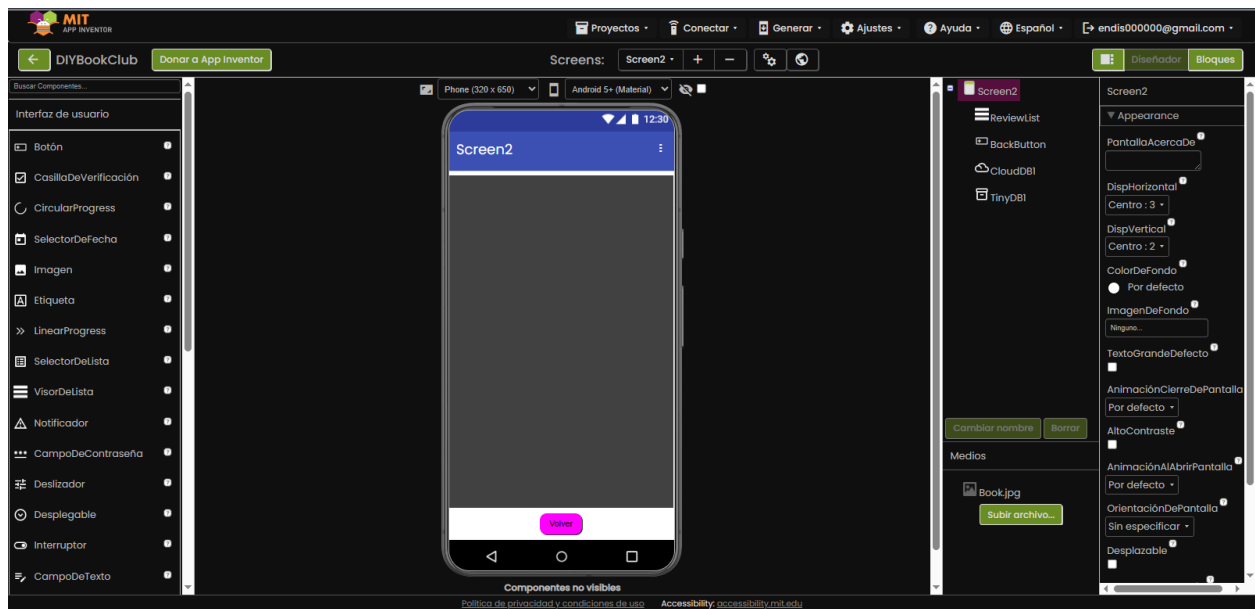 MIT
APP INVENTOR
Proyectos
Conectar
Generar
Ajustes
Ayuda
Español
endis000000@gmail.com
DIYBookClub
Donar a App Inventor
Screens:
Screen2
+
-
Diseñador
Bloques
Buscar Componentes...
Interfaz de usuario
Botón
CasillaDeVerificación
CircularProgress
SelectorDeFecha
Imagen
Etiqueta
LinearProgress
SelectorDeLista
VisorDeLista
Notificador
CampoDeContraseña
Deslizador
Desplegable
Interruptor
CampoDeTexto
Phone (320 x 650)
Android 5+ (Material)
12:30
Screen2
Volver
Componentes no visibles
Screen2
ReviewList
BackButton
CloudDB1
TinyDB1
Cambiar nombre
Borrar
Medios
Book.jpg
Subir archivo...
Screen2
Appearance
PantallaAcercaDe
DispHorizontal
Centro : 3
DispVertical
Centro : 2
ColorDeFondo
Por defecto
ImagenDeFondo
Ninguno...
TextoGrandeDefecto
AnimaciónCierreDePantalla
Por defecto
AltoContraste
AnimaciónAlAbrirPantalla
Por defecto
OrientaciónDePantalla
Sin especificar
Desplazable
Política de privacidad y condiciones de uso
Accessibility: accessibility.mit.edu